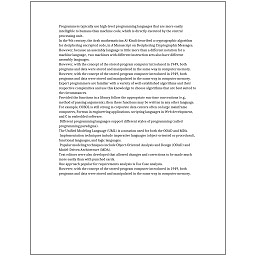 Programmes typically use high-level programming languages that are more easily
intelligible to humans than machine code, which is directly executed by the central
processing unit.
In the 9th century, the Arab mathematician Al-Kindi described a cryptographic algorithm
for deciphering encrypted code, in A Manuscript on Deciphering Cryptographic Messages.
However, because an assembly language is little more than a different notation for a
machine language, two machines with different instruction sets also have different
assembly languages.
However, with the concept of the stored-program computer introduced in 1949, both
programs and data were stored and manipulated in the same way in computer memory.
However, with the concept of the stored-program computer introduced in 1949, both
programs and data were stored and manipulated in the same way in computer memory.
Expert programmers are familiar with a variety of well-established algorithms and their
respective complexities and use this knowledge to choose algorithms that are best suited to
the circumstances.
Provided the functions in a library follow the appropriate run-time conventions (e.g.,
method of passing arguments), then these functions may be written in any other language.
For example, COBOL is still strong in corporate data centers often on large mainframe
computers, Fortran in engineering applications, scripting languages in Web development,
and C in embedded software.
Different programming languages support different styles of programming (called
programming paradigms).
The Unified Modeling Language (UML) is a notation used for both the OOAD and MDA.
Implementation techniques include imperative languages (object-oriented or procedural),
functional languages, and logic languages.
Popular modeling techniques include Object-Oriented Analysis and Design (OOAD) and
Model-Driven Architecture (MDA).
Text editors were also developed that allowed changes and corrections to be made much
more easily than with punched cards.
One approach popular for requirements analysis is Use Case analysis.
However, with the concept of the stored-program computer introduced in 1949, both
programs and data were stored and manipulated in the same way in computer memory.